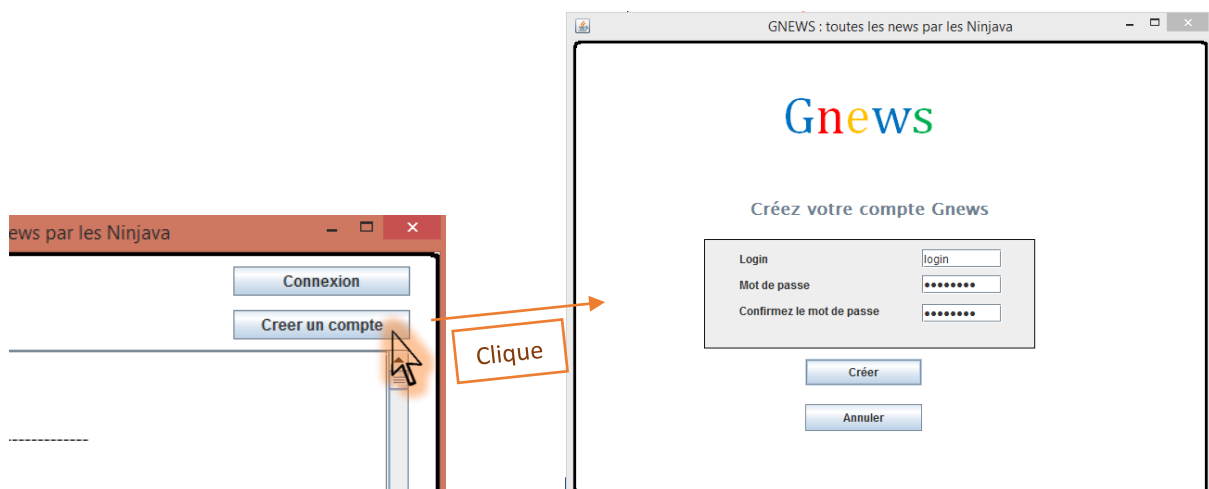 ews par les Ninjava
Connexion
Creer un compte
-------------
Clique
GNEWS : toutes les news par les Ninjava
Gnews
Créez votre compte Gnews
Login login
Mot de passe ••••••••
Confirmez le mot de passe ••••••••
Créer
Annuler